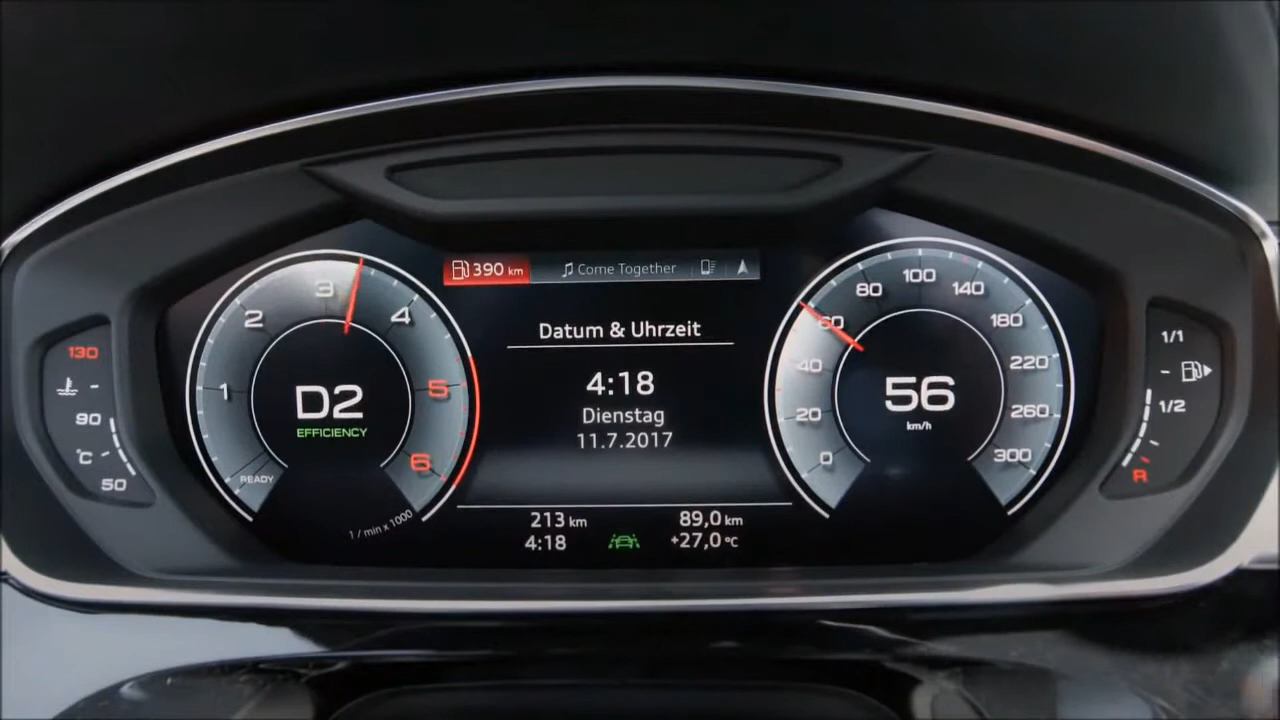 390 km
Come Together
130
90
°C
50
1
2
3
4
5
6
READY
1 / min x 1000
D2
EFFICIENCY
Datum & Uhrzeit
4:18
Dienstag
11.7.2017
213 km
4:18
89,0 km
+27,0 °C
0
20
40
60
80
100
140
180
220
260
300
56
km/h
1/1
1/2
R